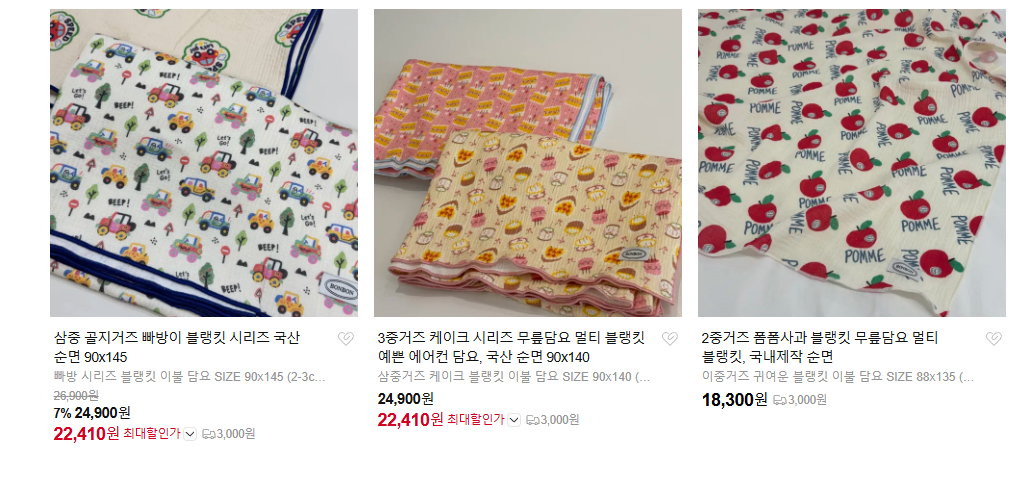 SPEED
BEEP!
Let's Go!
BEEP!
Let's Go!
BEEP!
Let's Go!
BEEP!
Let's Go!
BEEP!
Let's
BONBON
BONBON
POMME
POMME
POMME
POMME
POMME
POMME
POMME
POMME
POMME
BONBON
삼중 골지거즈 빠방이 블랭킷 시리즈 국산
순면 90x145
빠방 시리즈 블랭킷 이불 담요 SIZE 90x145 (2-3c...
26,900원
7% 24,900원
22,410원 최대할인가 3,000원
3중거즈 케이크 시리즈 무릎담요 멀티 블랭킷
예쁜 에어컨 담요, 국산 순면 90x140
삼중거즈 케이크 블랭킷 이불 담요 SIZE 90x140 (...
24,900원
22,410원 최대할인가 3,000원
2중거즈 폼폼사과 블랭킷 무릎담요 멀티
블랭킷, 국내제작 순면
이중거즈 귀여운 블랭킷 이불 담요 SIZE 88x135 (...
18,300원 3,000원